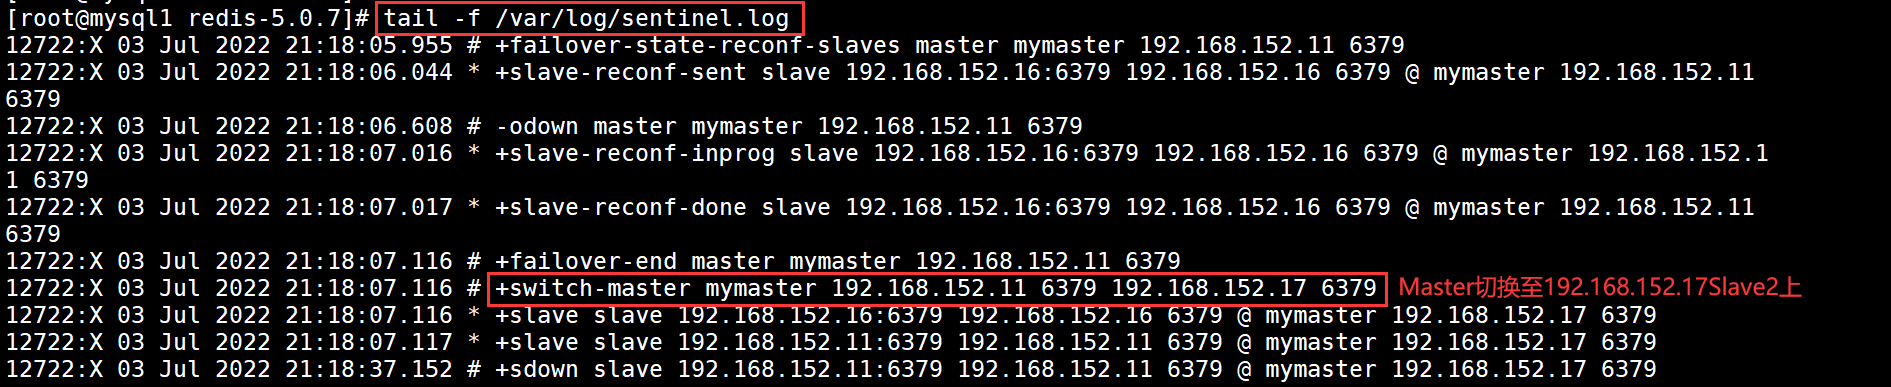 [root@mysql1 redis-5.0.7]# tail -f /var/log/sentinel.log
12722:X 03 Jul 2022 21:18:05.955 # +failover-state-reconf-slaves master mymaster 192.168.152.11 6379
12722:X 03 Jul 2022 21:18:06.044 * +slave-reconf-sent slave 192.168.152.16:6379 192.168.152.16 6379 @ mymaster 192.168.152.11
6379
12722:X 03 Jul 2022 21:18:06.608 # -odown master mymaster 192.168.152.11 6379
12722:X 03 Jul 2022 21:18:07.016 * +slave-reconf-inprog slave 192.168.152.16:6379 192.168.152.16 6379 @ mymaster 192.168.152.1
1 6379
12722:X 03 Jul 2022 21:18:07.017 * +slave-reconf-done slave 192.168.152.16:6379 192.168.152.16 6379 @ mymaster 192.168.152.11
6379
12722:X 03 Jul 2022 21:18:07.116 # +failover-end master mymaster 192.168.152.11 6379
12722:X 03 Jul 2022 21:18:07.116 # +switch-master mymaster 192.168.152.11 6379 192.168.152.17 6379 Master切换至192.168.152.17Slave2上
12722:X 03 Jul 2022 21:18:07.116 * +slave slave 192.168.152.16:6379 192.168.152.16 6379 @ mymaster 192.168.152.17 6379
12722:X 03 Jul 2022 21:18:07.117 * +slave slave 192.168.152.11:6379 192.168.152.11 6379 @ mymaster 192.168.152.17 6379
12722:X 03 Jul 2022 21:18:37.152 # +sdown slave 192.168.152.11:6379 192.168.152.11 6379 @ mymaster 192.168.152.17 6379